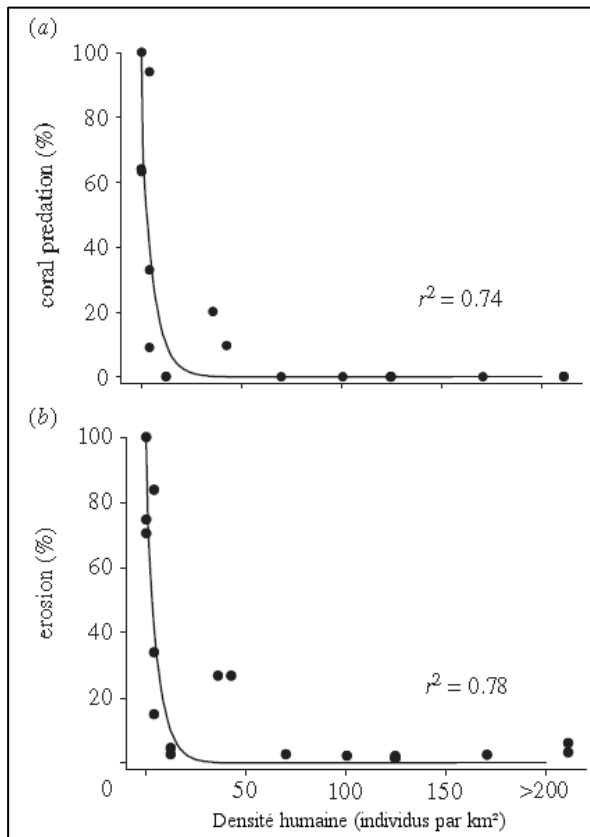 (a)
100
80
60
40
20
0
coral predation (%)
r² = 0.74
(b)
100
80
60
40
20
0
erosion (%)
r² = 0.78
50
100
150
>200
Densité humaine (individus par km²)